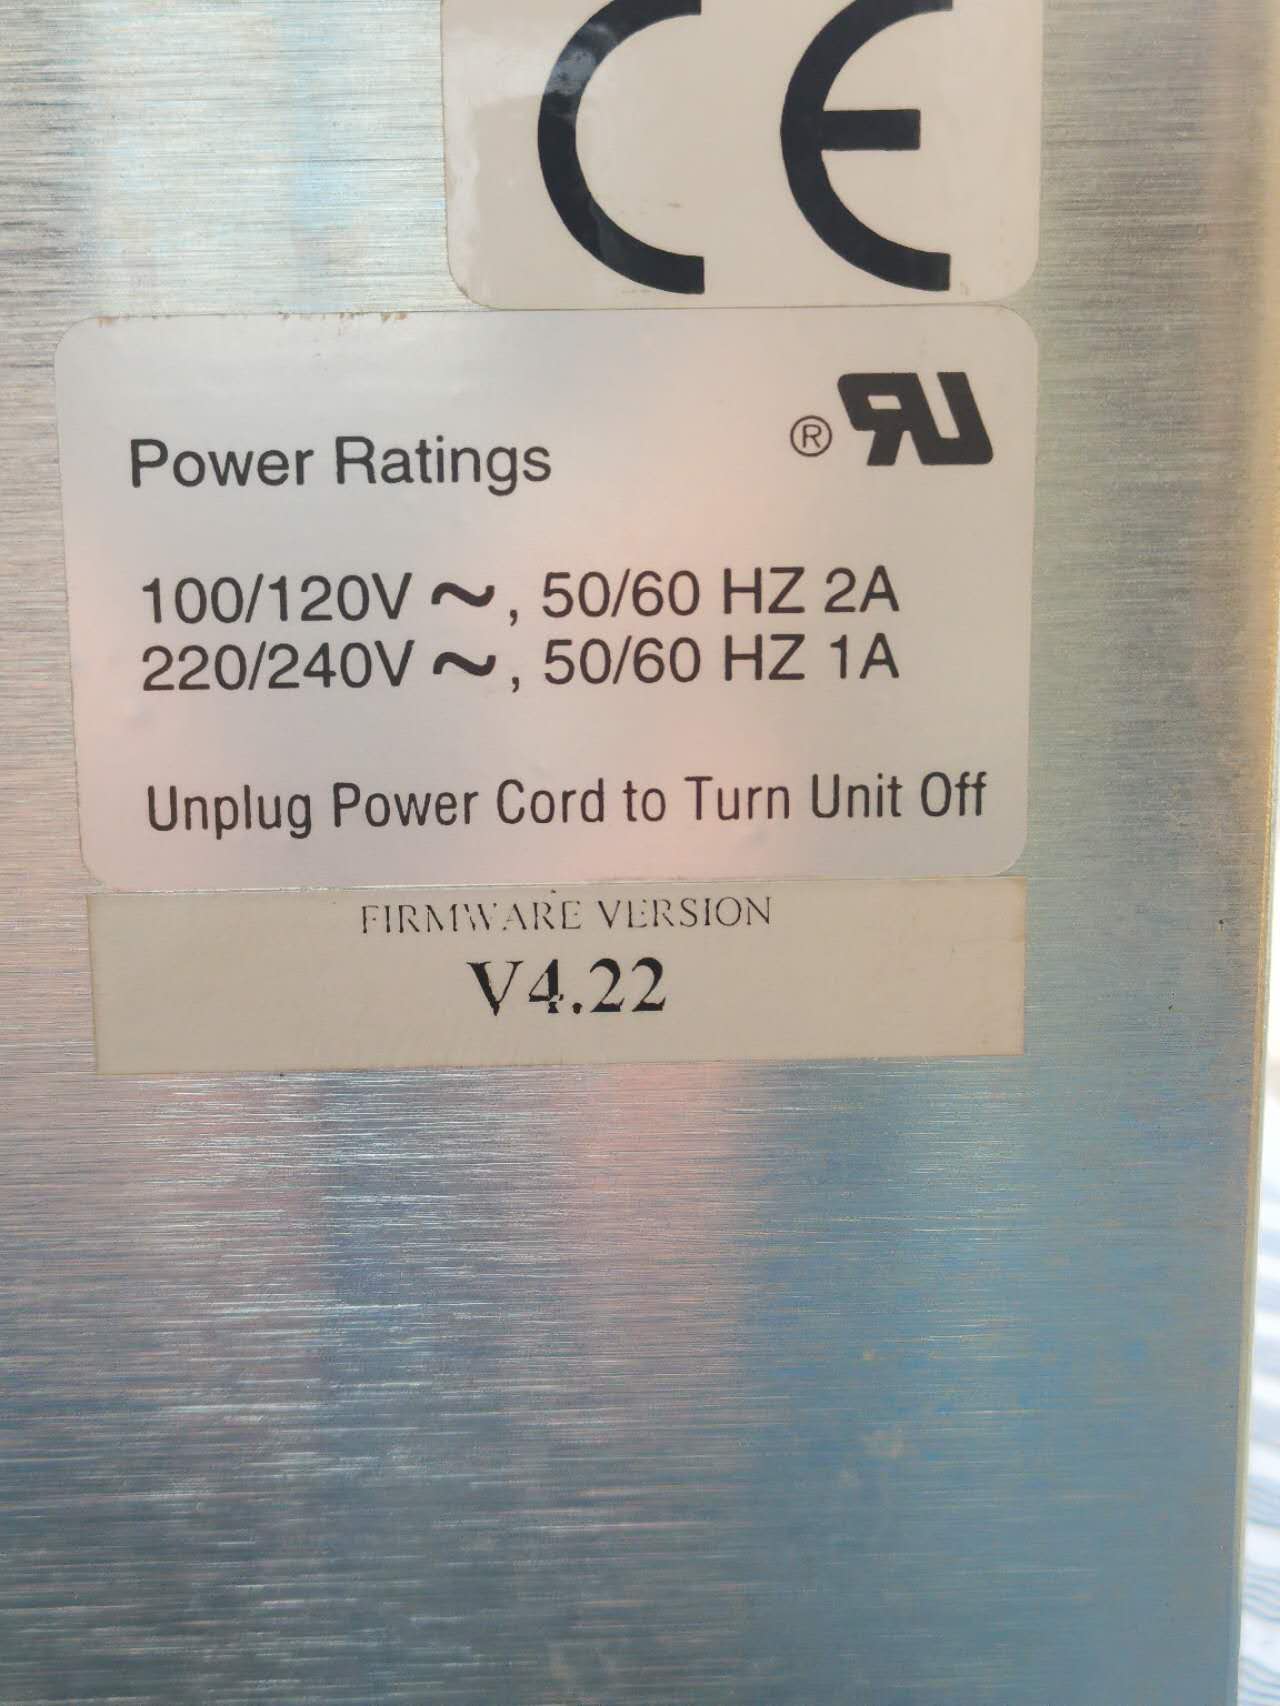 CE
Power Ratings
® RU
100/120V ~, 50/60 HZ 2A
220/240V ~, 50/60 HZ 1A
Unplug Power Cord to Turn Unit Off
FIRMWARE VERSION
V4.22